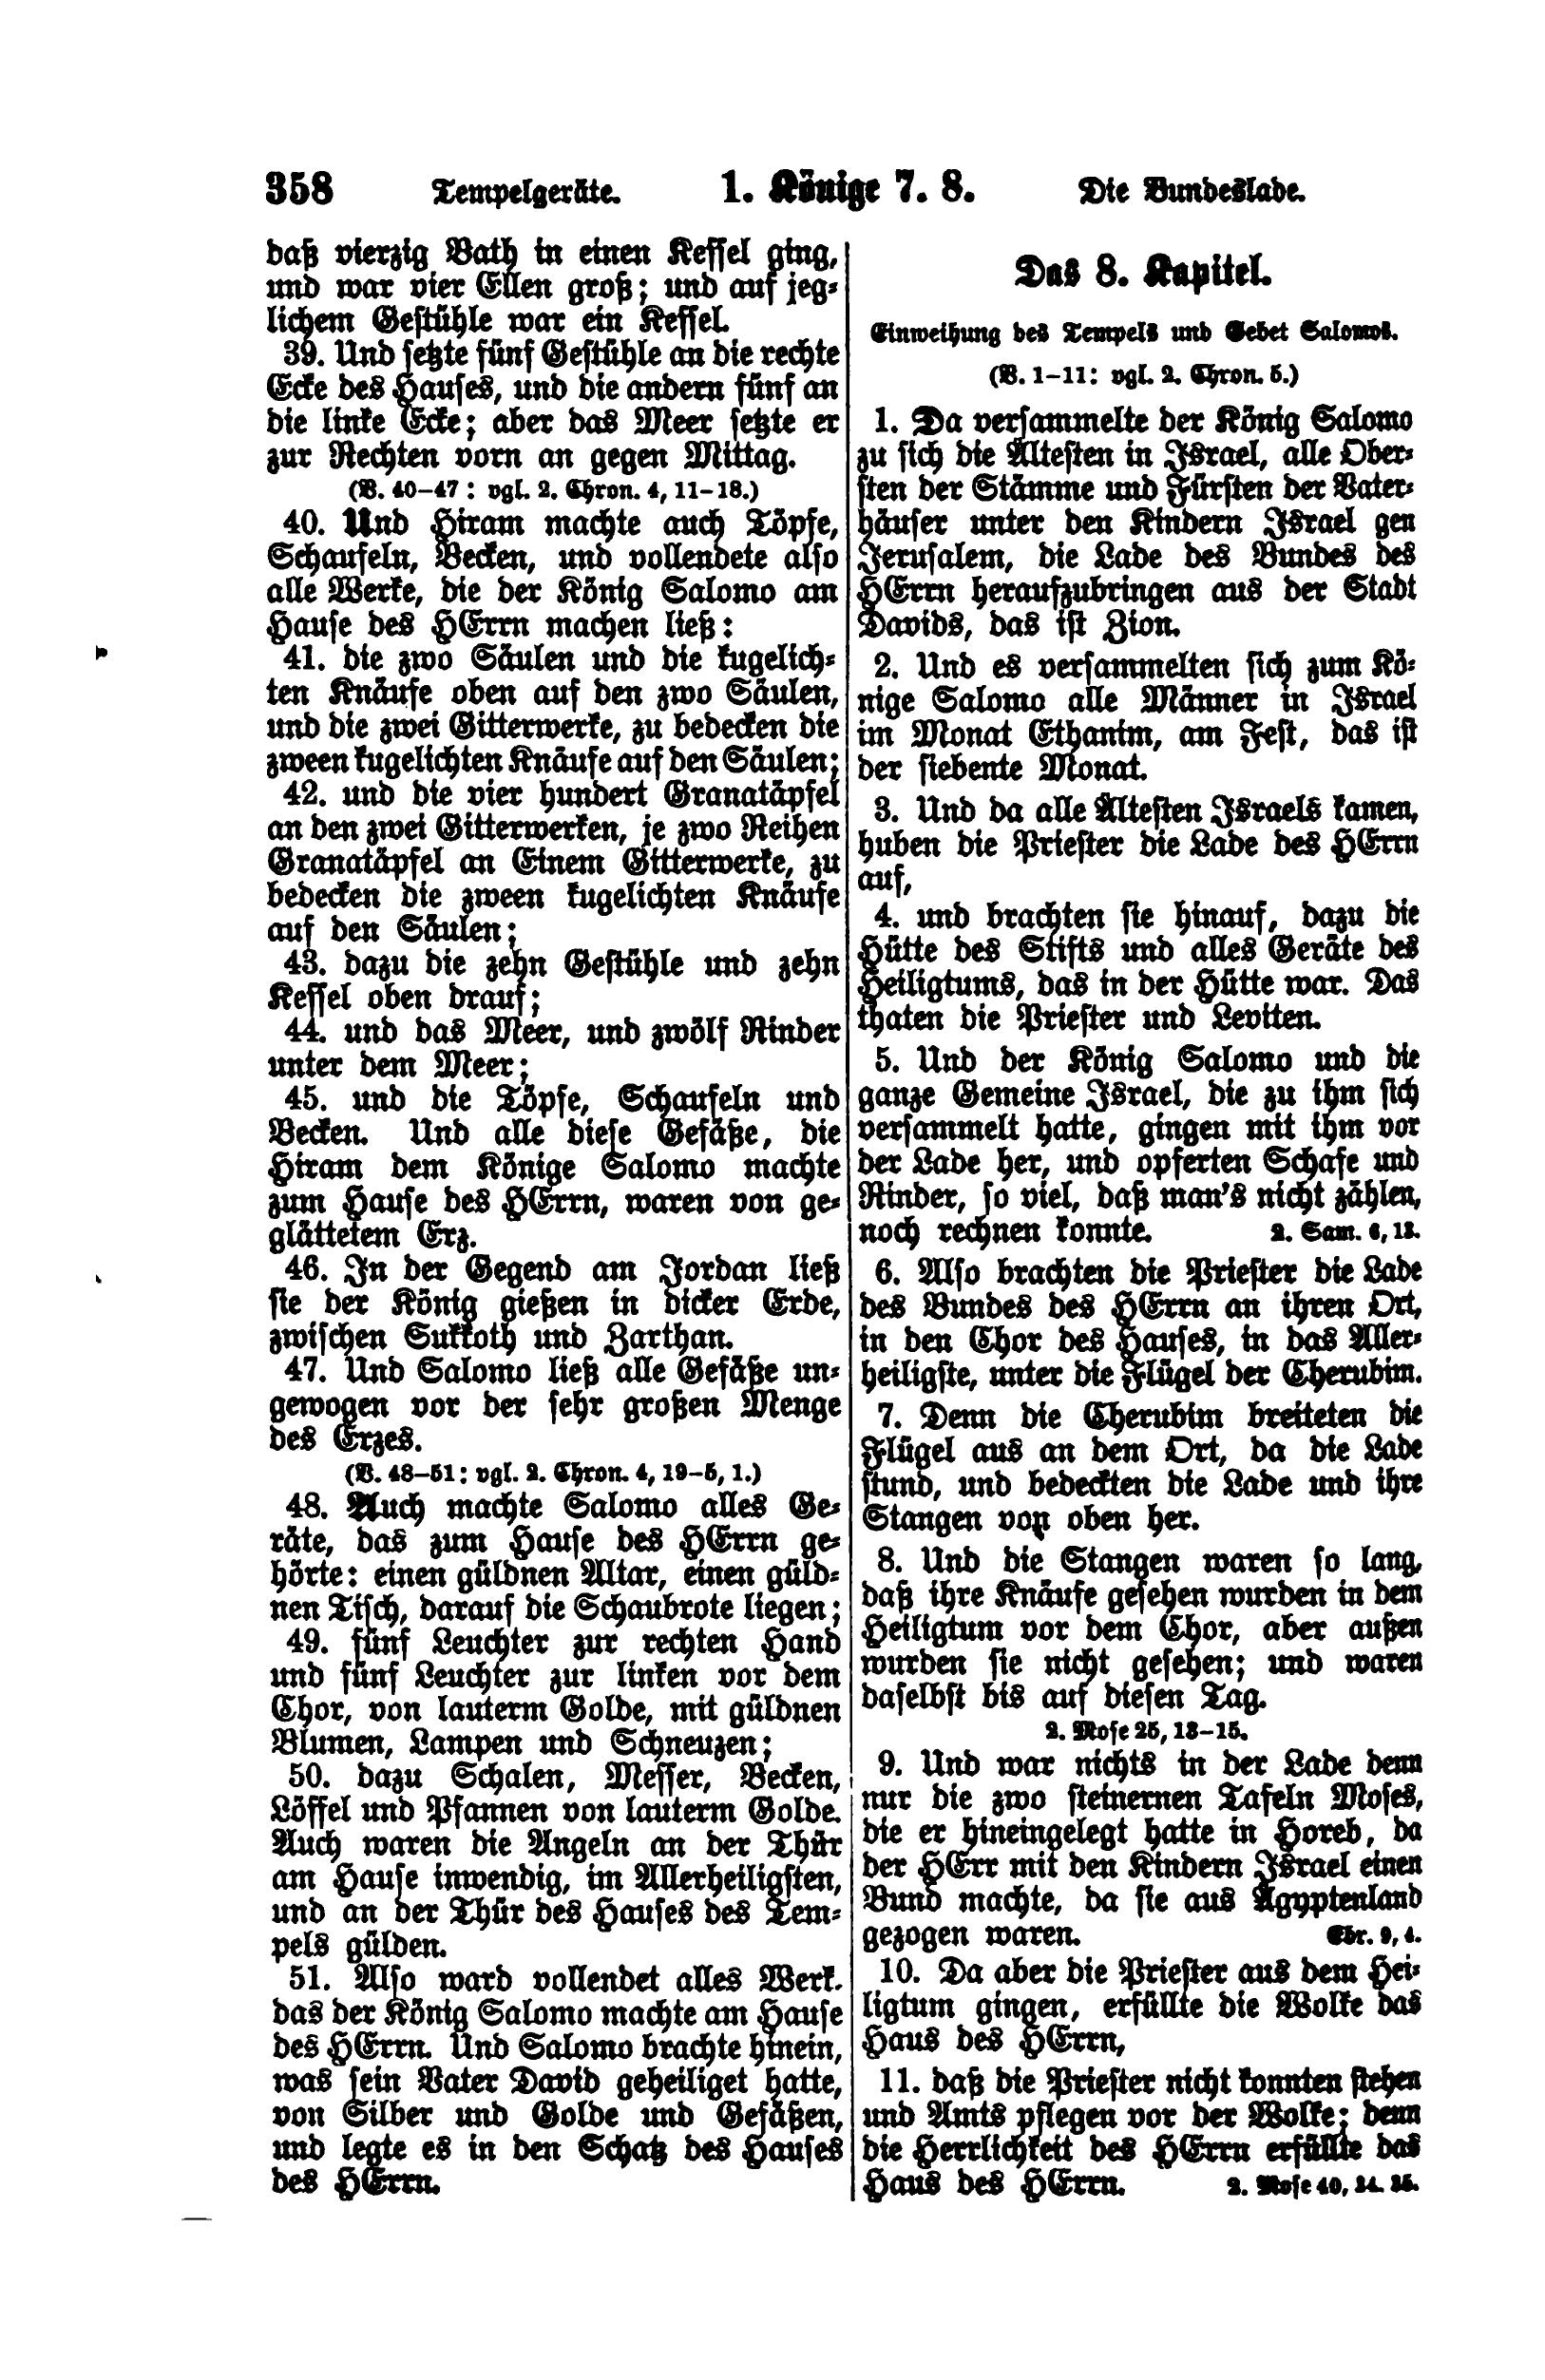 358 Tempelgeräte. 1. Könige 7. 8. Die Bundeslade.
daß vierzig Bath in einen Kessel ging,
und war vier Ellen groß; und auf jeg-
lichem Gestühle war ein Kessel.
39. Und setzte fünf Gestühle an die rechte
Ecke des Hauses, und die andern fünf an
die linke Ecke; aber das Meer setzte er
zur Rechten vorn an gegen Mittag.
(V. 40–47: vgl. 2. Chron. 4, 11–18.)
40. Und Hiram machte auch Töpfe,
Schaufeln, Becken, und vollendete also
alle Werke, die der König Salomo am
Hause des HErrn machen ließ:
41. die zwo Säulen und die kugelich-
ten Knäufe oben auf den zwo Säulen,
und die zwei Gitterwerke, zu bedecken die
zween kugelichten Knäufe auf den Säulen;
42. und die vier hundert Granatäpfel
an den zwei Gitterwerken, je zwo Reihen
Granatäpfel an Einem Gitterwerke, zu
bedecken die zween kugelichten Knäufe
auf den Säulen;
43. dazu die zehn Gestühle und zehn
Kessel oben drauf;
44. und das Meer, und zwölf Rinder
unter dem Meer;
45. und die Töpfe, Schaufeln und
Becken. Und alle diese Gefäße, die
Hiram dem Könige Salomo machte
zum Hause des HErrn, waren von ge-
glättetem Erz.
46. In der Gegend am Jordan ließ
sie der König gießen in dicker Erde,
zwischen Sukkoth und Zarthan.
47. Und Salomo ließ alle Gefäße un-
gewogen vor der sehr großen Menge
des Erzes.
(V. 48–51: vgl. 2. Chron. 4, 19–5, 1.)
48. Auch machte Salomo alles Ge-
räte, das zum Hause des HErrn ge-
hörte: einen güldnen Altar, einen güld-
nen Tisch, darauf die Schaubrote liegen;
49. fünf Leuchter zur rechten Hand
und fünf Leuchter zur linken vor dem
Chor, von lauterm Golde, mit güldnen
Blumen, Lampen und Schneuzen;
50. dazu Schalen, Messer, Becken,
Löffel und Pfannen von lauterm Golde.
Auch waren die Angeln an der Thür
am Hause inwendig, im Allerheiligsten,
und an der Thür des Hauses des Tem-
pels gülden.
51. Also ward vollendet alles Werk.
das der König Salomo machte am Hause
des HErrn. Und Salomo brachte hinein,
was sein Vater David geheiliget hatte,
von Silber und Golde und Gefäßen,
und legte es in den Schatz des Hauses
des HErrn.
Das 8. Kapitel.
Einweihung des Tempels und Gebet Salomos.
(V. 1–11: vgl. 2. Chron. 5.)
1. Da versammelte der König Salomo
zu sich die Ältesten in Israel, alle Ober-
sten der Stämme und Fürsten der Vater-
häuser unter den Kindern Israel gen
Jerusalem, die Lade des Bundes des
HErrn heraufzubringen aus der Stadt
Davids, das ist Zion.
2. Und es versammelten sich zum Kö-
nige Salomo alle Männer in Israel
im Monat Ethanim, am Fest, das ist
der siebente Monat.
3. Und da alle Ältesten Israels kamen,
huben die Priester die Lade des HErrn
auf,
4. und brachten sie hinauf, dazu die
Hütte des Stifts und alles Geräte des
Heiligtums, das in der Hütte war. Das
thaten die Priester und Leviten.
5. Und der König Salomo und die
ganze Gemeine Israel, die zu ihm sich
versammelt hatte, gingen mit ihm vor
der Lade her, und opferten Schafe und
Rinder, so viel, daß man's nicht zählen,
noch rechnen konnte. 2. Sam. 6, 13.
6. Also brachten die Priester die Lade
des Bundes des HErrn an ihren Ort,
in den Chor des Hauses, in das Aller-
heiligste, unter die Flügel der Cherubim.
7. Denn die Cherubim breiteten die
Flügel aus an dem Ort, da die Lade
stund, und bedeckten die Lade und ihre
Stangen von oben her.
8. Und die Stangen waren so lang,
daß ihre Knäufe gesehen wurden in dem
Heiligtum vor dem Chor, aber außen
wurden sie nicht gesehen; und waren
daselbst bis auf diesen Tag.
2. Mose 25, 13–15.
9. Und war nichts in der Lade denn
nur die zwo steinernen Tafeln Moses,
die er hineingelegt hatte in Horeb, da
der HErr mit den Kindern Israel einen
Bund machte, da sie aus Ägyptenland
gezogen waren. Ebr. 9, 4.
10. Da aber die Priester aus dem Hei-
ligtum gingen, erfüllte die Wolke das
Haus des HErrn,
11. daß die Priester nicht konnten stehen
und Amts pflegen vor der Wolke; denn
die Herrlichkeit des HErrn erfüllte das
Haus des HErrn. 2. Mose 40, 34. 35.